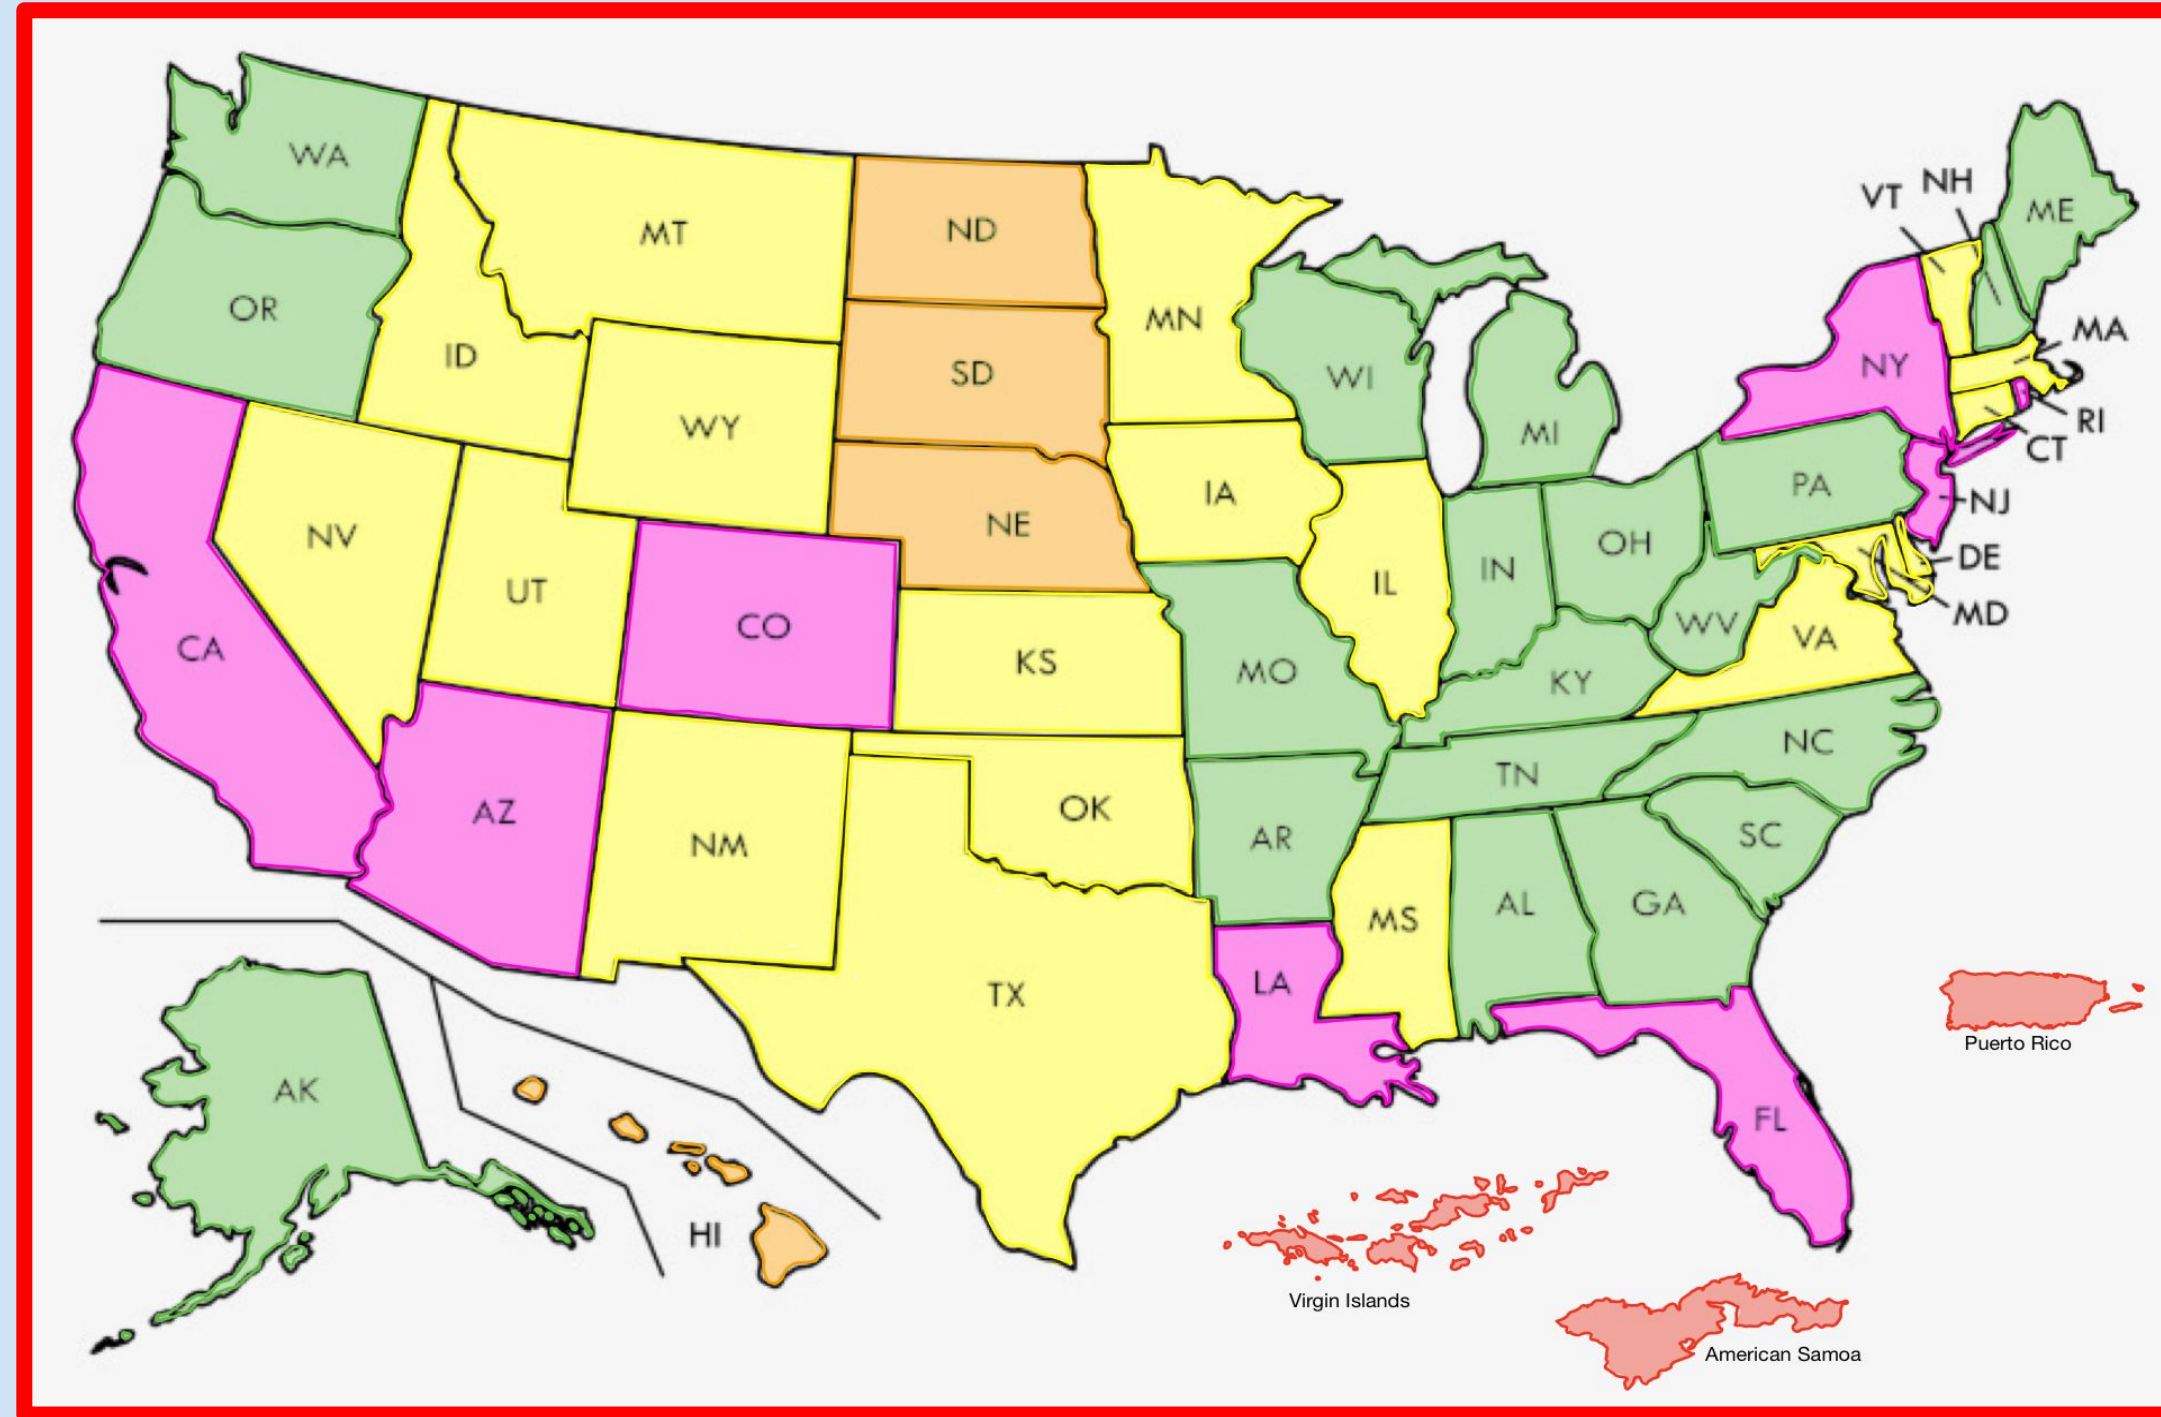 WA
VT
NH
ME
MT
ND
OR
MN
MA
ID
SD
WI
NY
WY
MI
RI
CT
IA
PA
NV
NE
NJ
UT
IL
IN
OH
DE
CO
WV
MD
CA
KS
MO
KY
VA
AZ
OK
TN
NC
NM
AR
SC
MS
AL
GA
TX
LA
Puerto Rico
AK
FL
HI
Virgin Islands
American Samoa